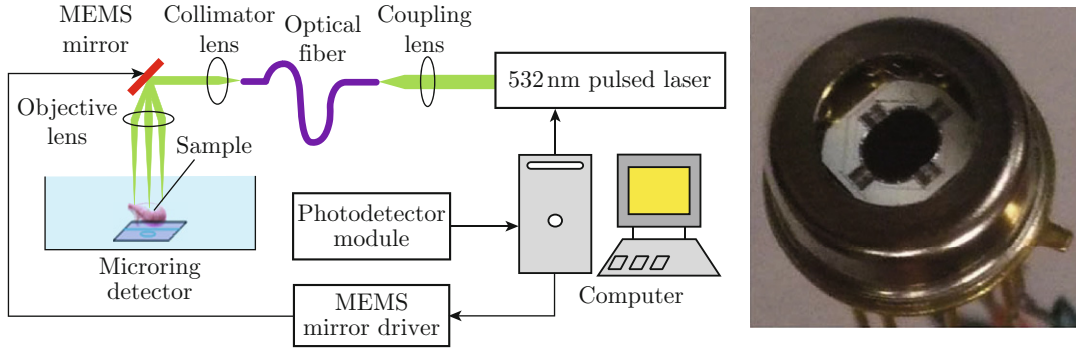 MEMS
mirror
Collimator
lens
Optical
fiber
Coupling
lens
532 nm pulsed laser
Objective
lens
Sample
Photodetector
module
Microring
detector
MEMS
mirror driver
Computer